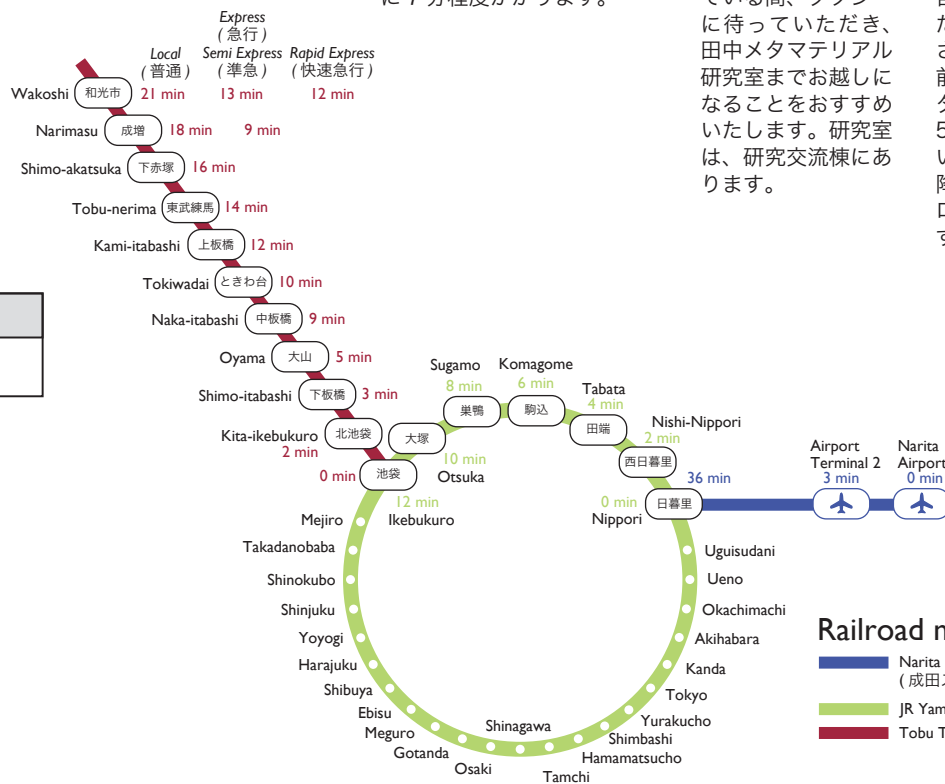 程度かかります。
に待っていただき、
田中メタマテリアル
研究室までお越しに
なることをおすすめ
いたします。研究室
は、研究交流棟にあ
ります。
前
5
Express
(急行)
Local
(普通)
Semi Express
(準急)
Rapid Express
(快速急行)
Wakoshi 和光市 21 min 13 min 12 min
Narimasu 成増 18 min 9 min
Shimo-akatsuka 下赤塚 16 min
Tobu-nerima 東武練馬 14 min
Kami-itabashi 上板橋 12 min
Tokiwadai ときわ台 10 min
Naka-itabashi 中板橋 9 min
Oyama 大山 5 min
Shimo-itabashi 下板橋 3 min
Kita-ikebukuro 北池袋
2 min
0 min 池袋
12 min
Ikebukuro
大塚
10 min
Otsuka
Sugamo
8 min
巣鴨
Komagome
6 min
駒込
Tabata
4 min
田端
Nishi-Nippori
2 min
西日暮里
36 min
0 min 日暮里
Nippori
Airport
Terminal 2
3 min
Narita
Airport
0 min
Mejiro
Takadanobaba
Shinokubo
Shinjuku
Yoyogi
Harajuku
Shibuya
Ebisu
Meguro
Gotanda
Osaki
Shinagawa
Tamchi
Hamamatsucho
Shimbashi
Yurakucho
Tokyo
Kanda
Akihabara
Okachimachi
Ueno
Uguisudani
Railroad
Narita
(成田
JR
Tobu